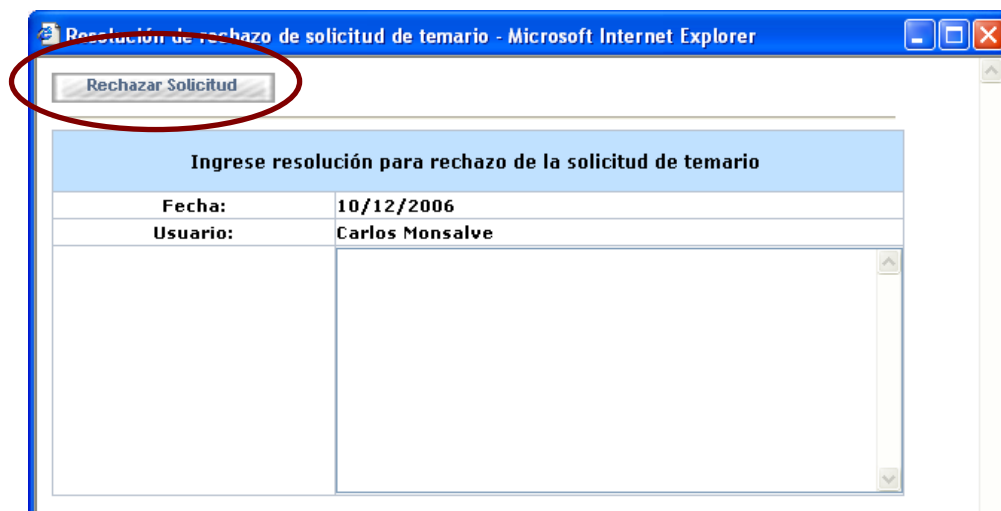 Resolución de rechazo de solicitud de temario - Microsoft Internet Explorer
Rechazar Solicitud
Ingrese resolución para rechazo de la solicitud de temario
Fecha: 10/12/2006
Usuario: Carlos Monsalve